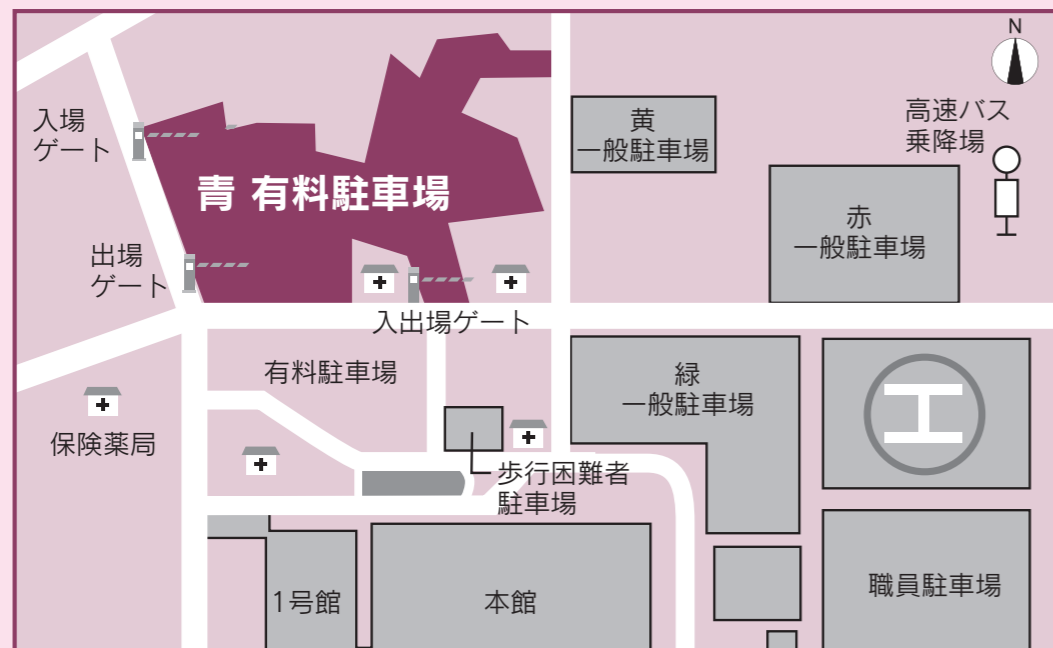 N
入場
ゲート
黄
一般駐車場
高速バス
乗降場
青 有料駐車場
赤
一般駐車場
出場
ゲート
入出場ゲート
有料駐車場
緑
一般駐車場
H
保険薬局
歩行困難者
駐車場
1号館
本館
職員駐車場